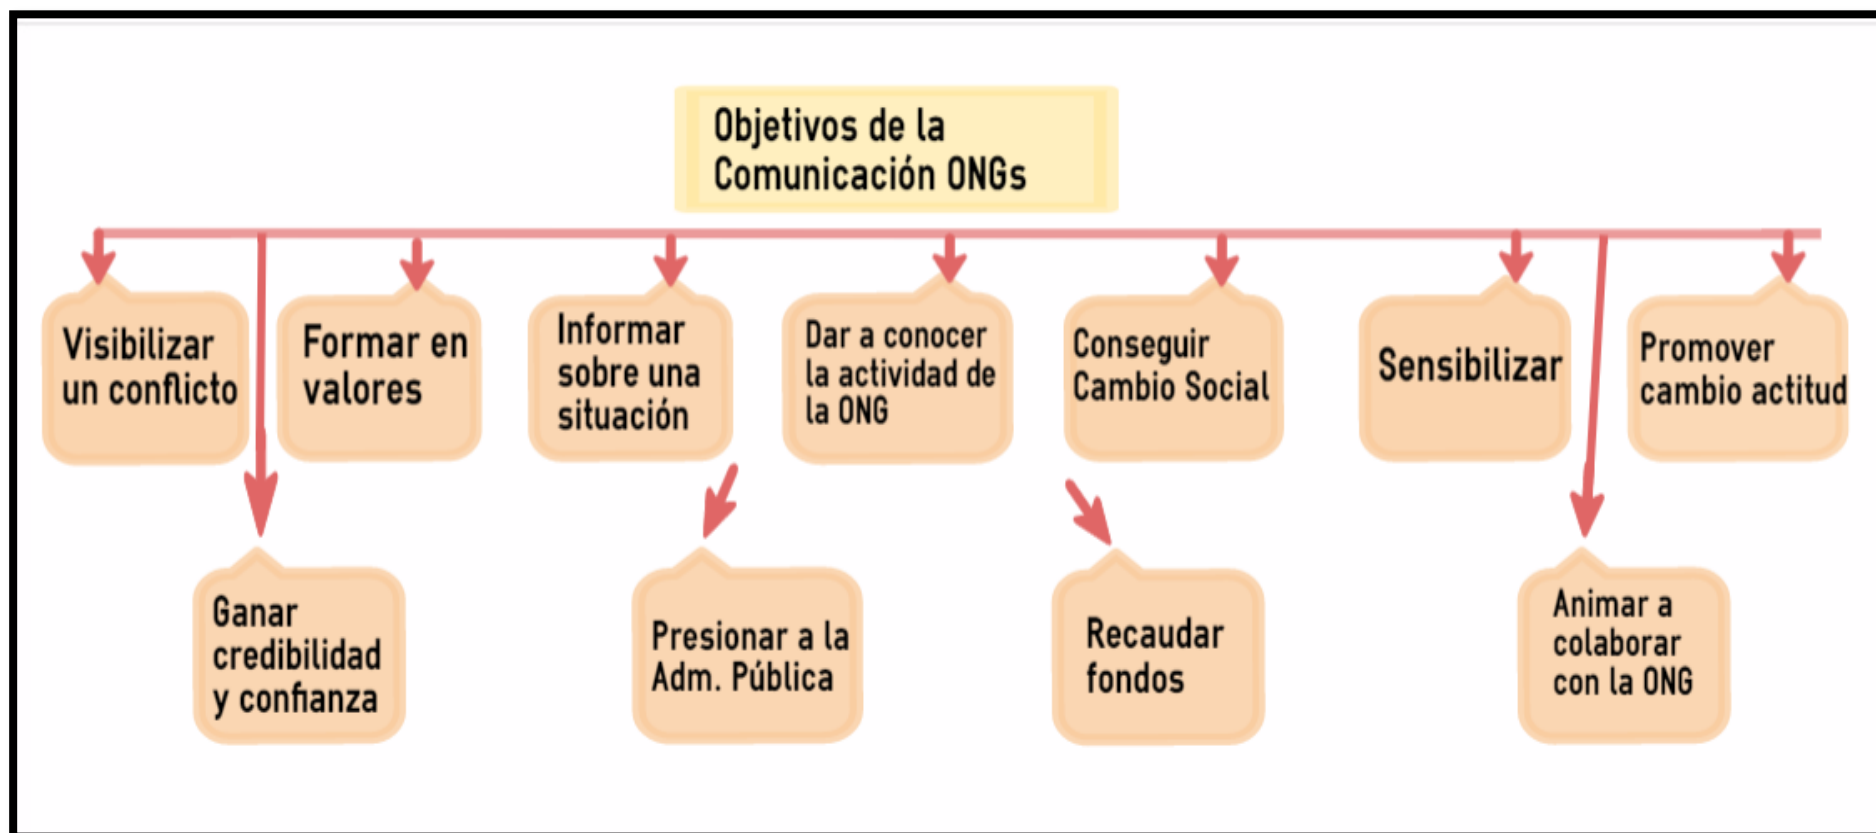 Objetivos de la
Comunicación ONGs
Visibilizar
un conflicto
Formar en
valores
Informar
sobre una
situación
Dar a conocer
la actividad de
la ONG
Conseguir
Cambio Social
Sensibilizar
Promover
cambio actitud
Ganar
credibilidad
y confianza
Presionar a la
Adm. Pública
Recaudar
fondos
Animar a
colaborar
con la ONG